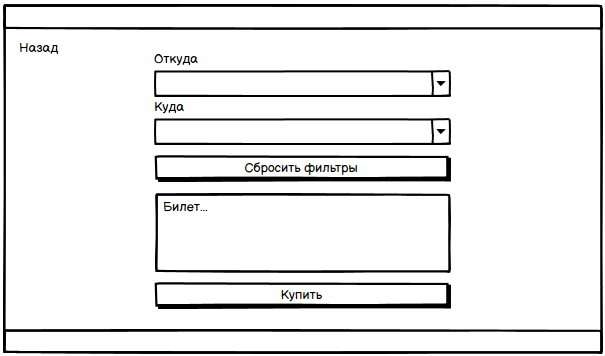 Назад
Откуда
Куда
Сбросить фильтры
Билет...
Купить